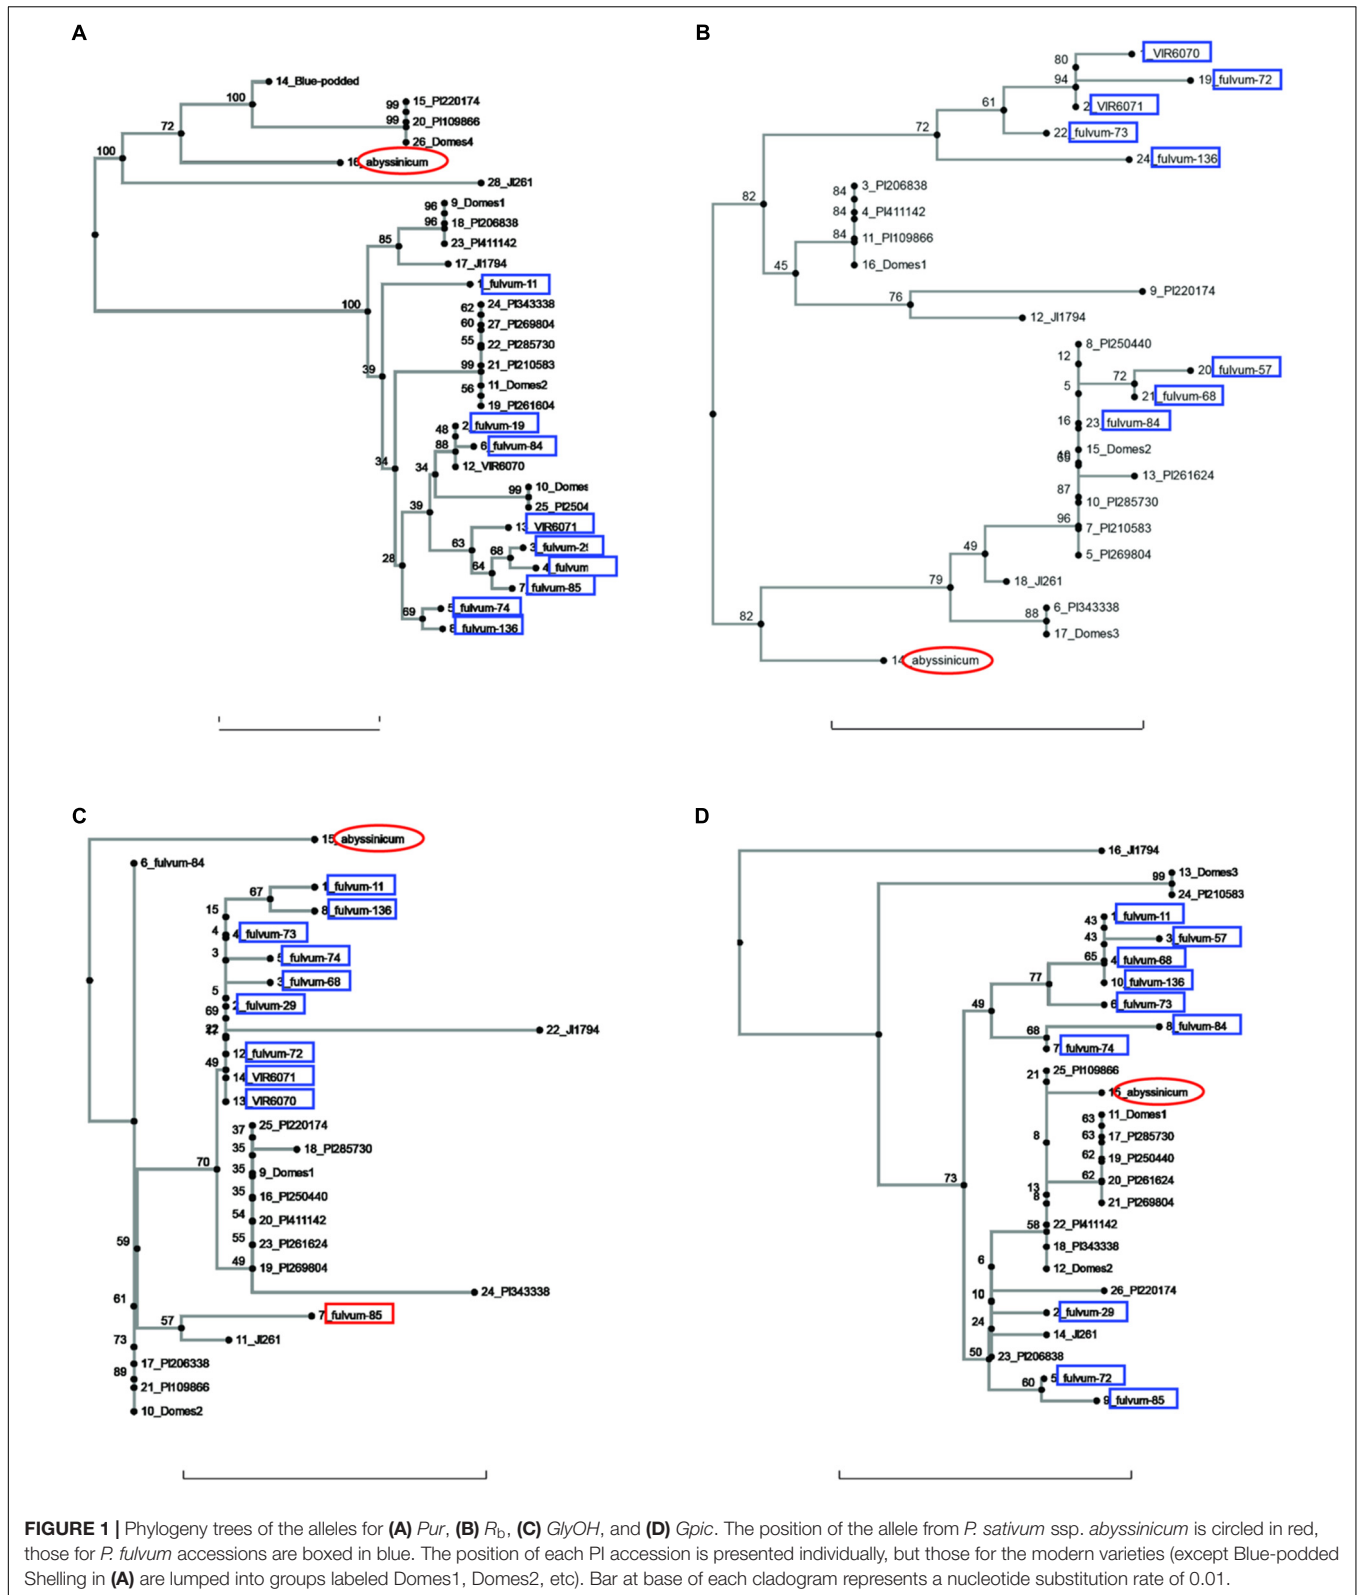 A
14_Blue-podded
100
15_PI220174
99
99
20_PI109866
72
26_Domes4
100
abyssinicum
28_JI261
9_Domes1
96
96
18_PI206838
85
23_PI411142
17_JI1794
1_fulvum-11
24_PI343338
62
100
60
27_PI269804
55
22_PI285730
99
21_PI210583
39
56
11_Domes2
19_PI261604
2_fulvum-19
48
6_fulvum-84
88
34
34
12_VIR6070
99
10_Domes
25_PI2504
39
13_VIR6071
63
68
3_fulvum-2
28
64
4_fulvum
7_fulvum-85
69
5_fulvum-74
8_fulvum-136
B
VIR6070
80
94
19_fulvum-72
61
2_VIR6071
72
22_fulvum-73
24_fulvum-136
3_PI206838
84
82
84
4_PI411142
84
11_PI109866
45
16_Domes1
76
9_PI220174
12_JI1794
8_PI250440
12
72
20_fulvum-57
5
21_fulvum-68
16
23_fulvum-84
15_Domes2
13_PI261624
87
10_PI285730
96
7_PI210583
49
5_PI269804
79
18_JI261
88
6_PI343338
82
17_Domes3
14_abyssinicum
C
15_abyssinicum
6_fulvum-84
67
1_fulvum-11
15
8_fulvum-136
4
4_fulvum-73
3
5_fulvum-74
3_fulvum-68
5
2_fulvum-29
69
22_JI1794
12_fulvum-72
49
14_VIR6071
13_VIR6070
37
25_PI220174
35
18_PI285730
70
35
9_Domes1
35
16_PI250440
54
20_PI411142
55
23_PI261624
59
49
19_PI269804
24_PI343338
61
57
7_fulvum-85
73
11_JI261
17_PI206338
89
21_PI109866
10_Domes2
D
16_JI1794
99
13_Domes3
24_PI210583
43
1_fulvum-11
43
3_fulvum-57
65
4_fulvum-68
77
10_fulvum-136
49
6_fulvum-73
68
8_fulvum-84
7_fulvum-74
21
25_PI109866
15_abyssinicum
63
11_Domes1
8
63
17_PI285730
62
19_PI250440
73
62
20_PI261624
13
8
21_PI269804
58
22_PI411142
18_PI343338
6
12_Domes2
10
26_PI220174
2_fulvum-29
24
14_JI261
50
23_PI206838
60
5_fulvum-72
9_fulvum-85
FIGURE 1 | Phylogeny trees of the alleles for (A) Pur, (B) Rb, (C) GlyOH, and (D) Gpic. The position of the allele from P. sativum ssp. abyssinicum is circled in red,
those for P. fulvum accessions are boxed in blue. The position of each PI accession is presented individually, but those for the modern varieties (except Blue-podded
Shelling in (A) are lumped into groups labeled Domes1, Domes2, etc). Bar at base of each cladogram represents a nucleotide substitution rate of 0.01.